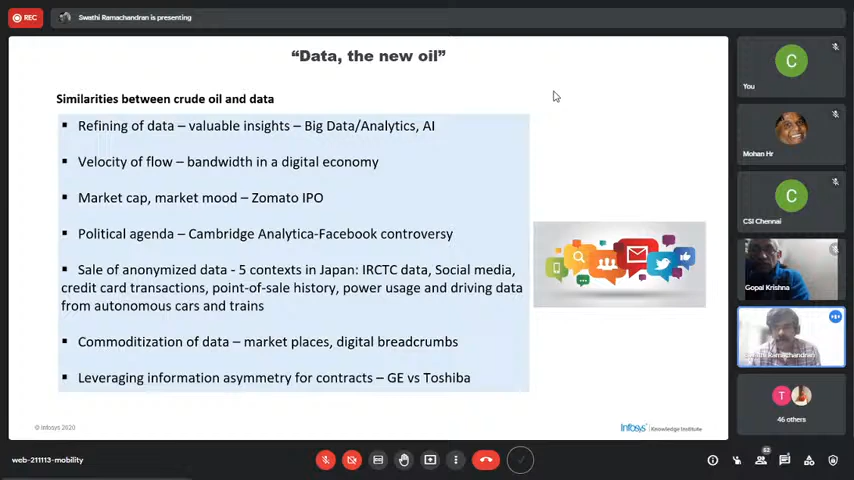 REC
Swathi Ramachandran is presenting
“Data, the new oil”
Similarities between crude oil and data
▪ Refining of data – valuable insights – Big Data/Analytics, AI
▪ Velocity of flow – bandwidth in a digital economy
▪ Market cap, market mood – Zomato IPO
▪ Political agenda – Cambridge Analytica-Facebook controversy
▪ Sale of anonymized data - 5 contexts in Japan: IRCTC data, Social media,
credit card transactions, point-of-sale history, power usage and driving data
from autonomous cars and trains
▪ Commoditization of data – market places, digital breadcrumbs
▪ Leveraging information asymmetry for contracts – GE vs Toshiba
© Infosys 2020
Infosys | Knowledge Institute
C
You
Mohan Hr
C
CSI Chennai
Gopal Krishna
Swathi Ramachandran
T
46 others
web-211113-mobility